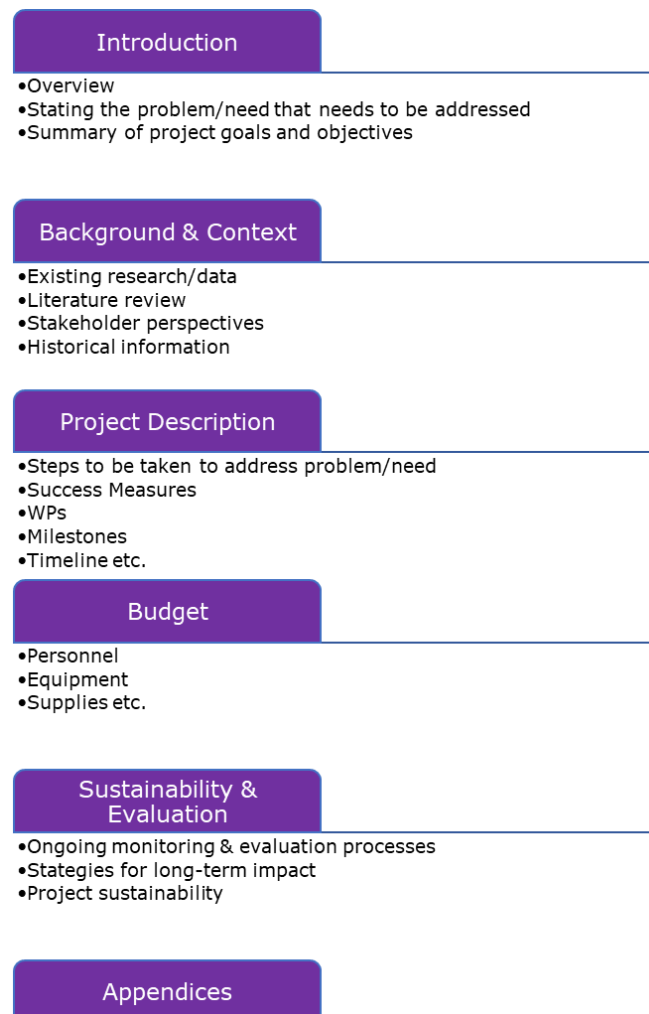 Introduction
•Overview
•Stating the problem/need that needs to be addressed
•Summary of project goals and objectives
Background & Context
•Existing research/data
•Literature review
•Stakeholder perspectives
•Historical information
Project Description
•Steps to be taken to address problem/need
•Success Measures
•WPs
•Milestones
•Timeline etc.
Budget
•Personnel
•Equipment
•Supplies etc.
Sustainability &
Evaluation
•Ongoing monitoring & evaluation processes
•Stategies for long-term impact
•Project sustainability
Appendices